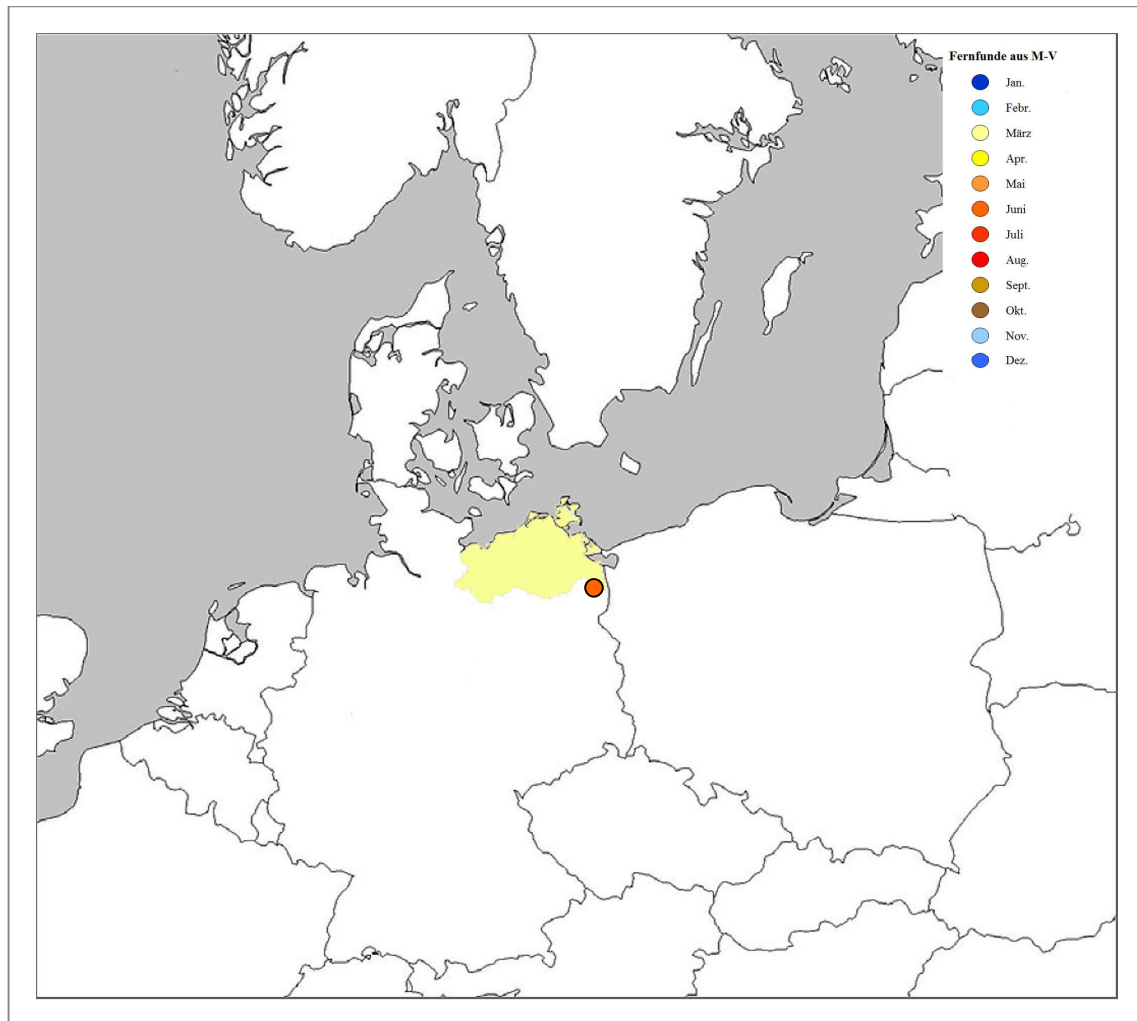 Fernfunde aus M-V
Jan.
Febr.
März
Apr.
Mai
Juni
Juli
Aug.
Sept.
Okt.
Nov.
Dez.